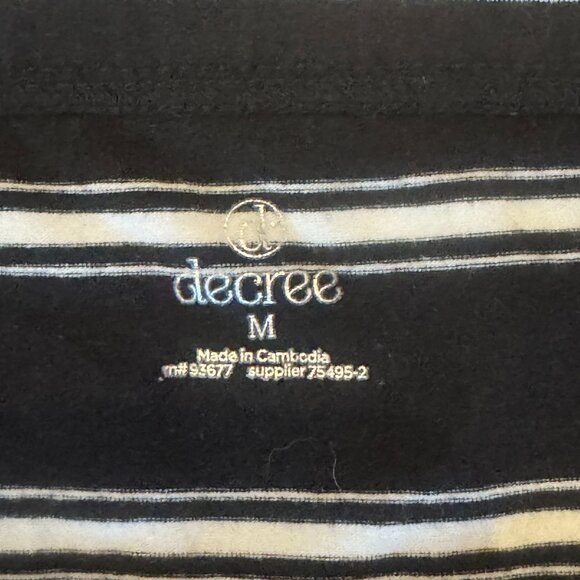 d
decree
M
Made in Cambodia
rn# 93677 supplier 75495-2